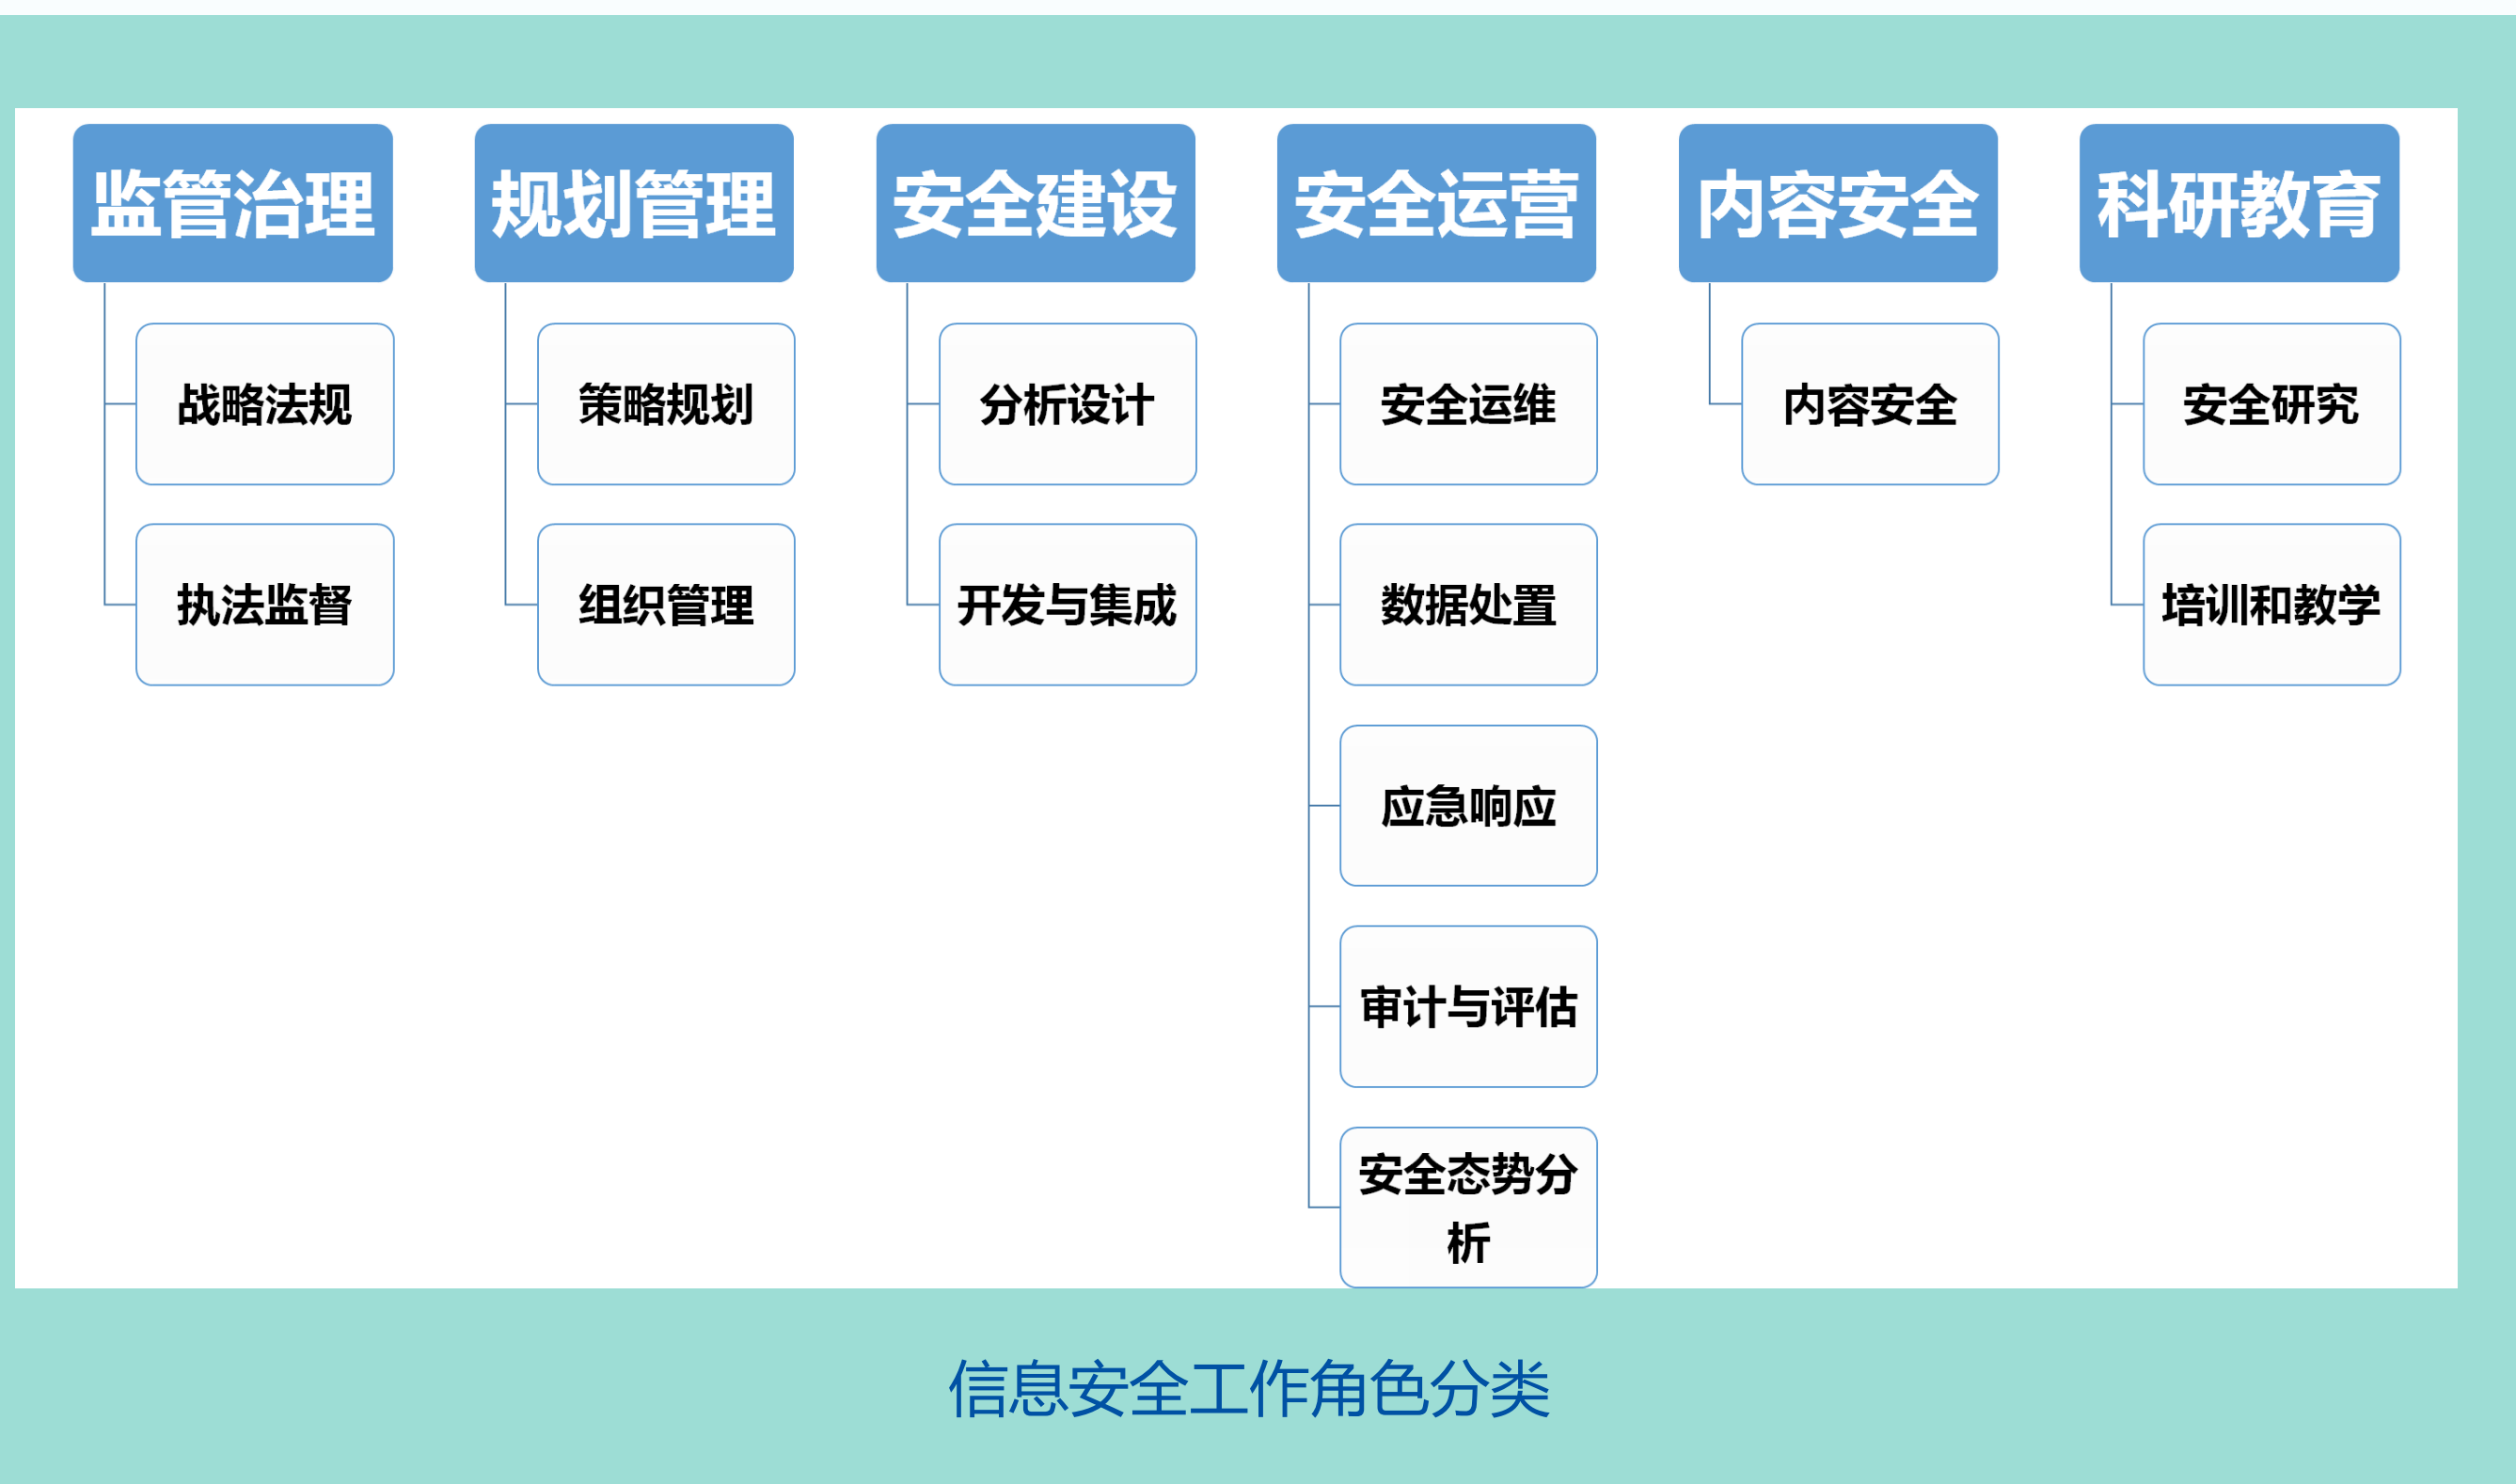 监管治理
战略法规
执法监督
规划管理
策略规划
组织管理
安全建设
分析设计
开发与集成
安全运营
安全运维
数据处置
应急响应
审计与评估
安全态势分
析
内容安全
内容安全
科研教育
安全研究
培训和教学
信息安全工作角色分类